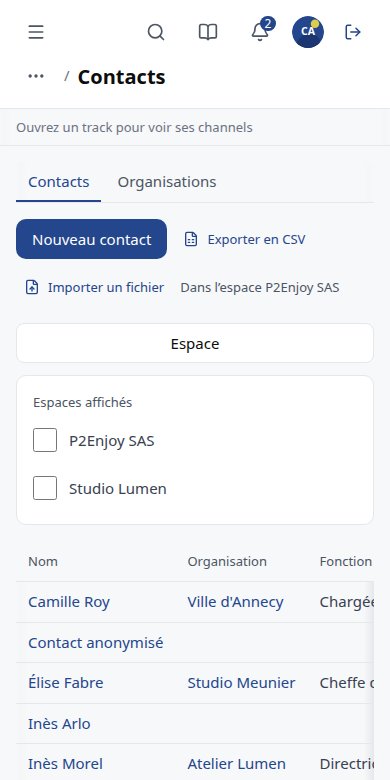 2
CA
/ Contacts
Ouvrez un track pour voir ses channels
Contacts Organisations
Nouveau contact Exporter en CSV
Importer un fichier Dans l'espace P2Enjoy SAS
Espace
Espaces affichés
P2Enjoy SAS
Studio Lumen
Nom Organisation Fonction
Camille Roy Ville d'Annecy Chargée
Contact anonymisé
Élise Fabre Studio Meunier Cheffe
Inès Arlo
Inès Morel Atelier Lumen Directri